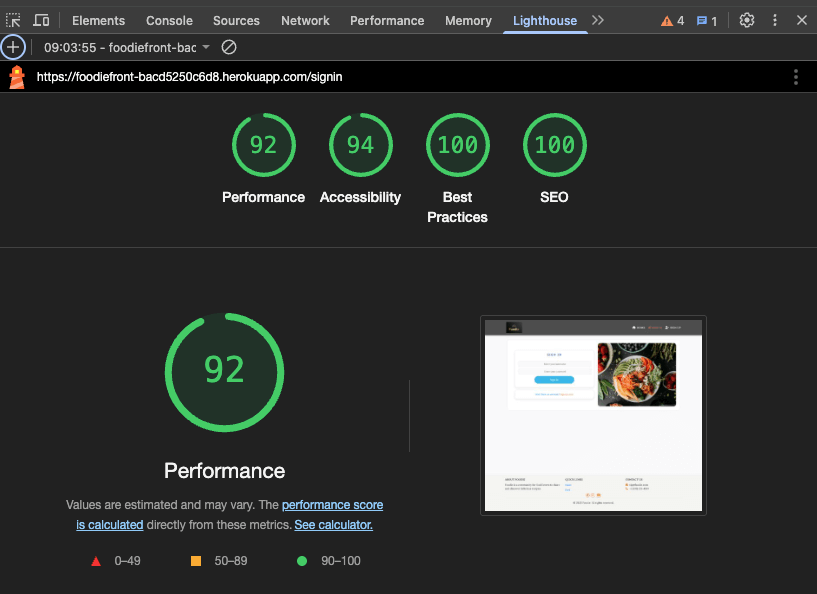 Elements Console Sources Network Performance Memory Lighthouse 4 1
09:03:55 - foodiefront-bac
https://foodiefront-bacd5250c6d8.herokuapp.com/signin
92 94 100 100
Performance Accessibility Best Practices SEO
92
Performance
Values are estimated and may vary. The performance score
is calculated directly from these metrics. See calculator.
0–49 50–89 90–100
SIGN IN